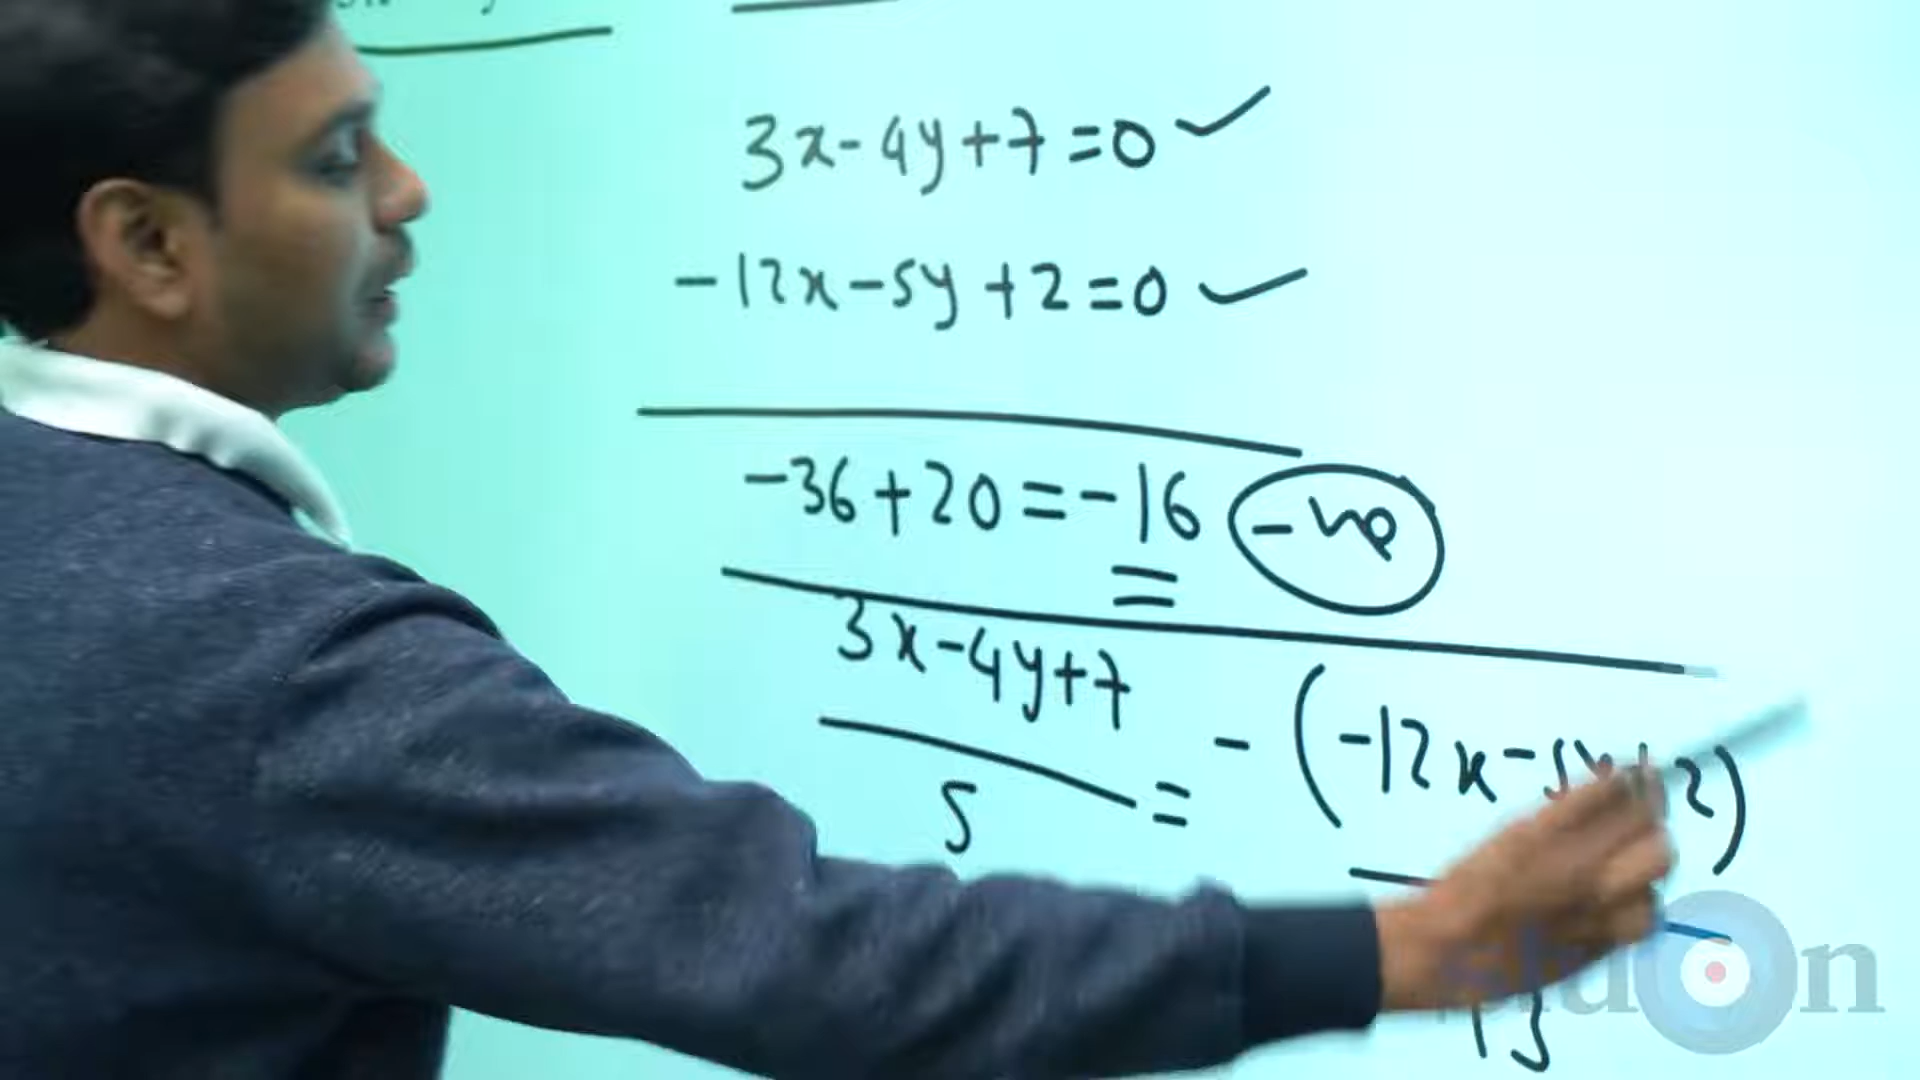 3x-4y+7=0
-12x-5y+2=0
-36+20=-16 -ve
3x-4y+7
5
= -(-12x-5y+2)
13